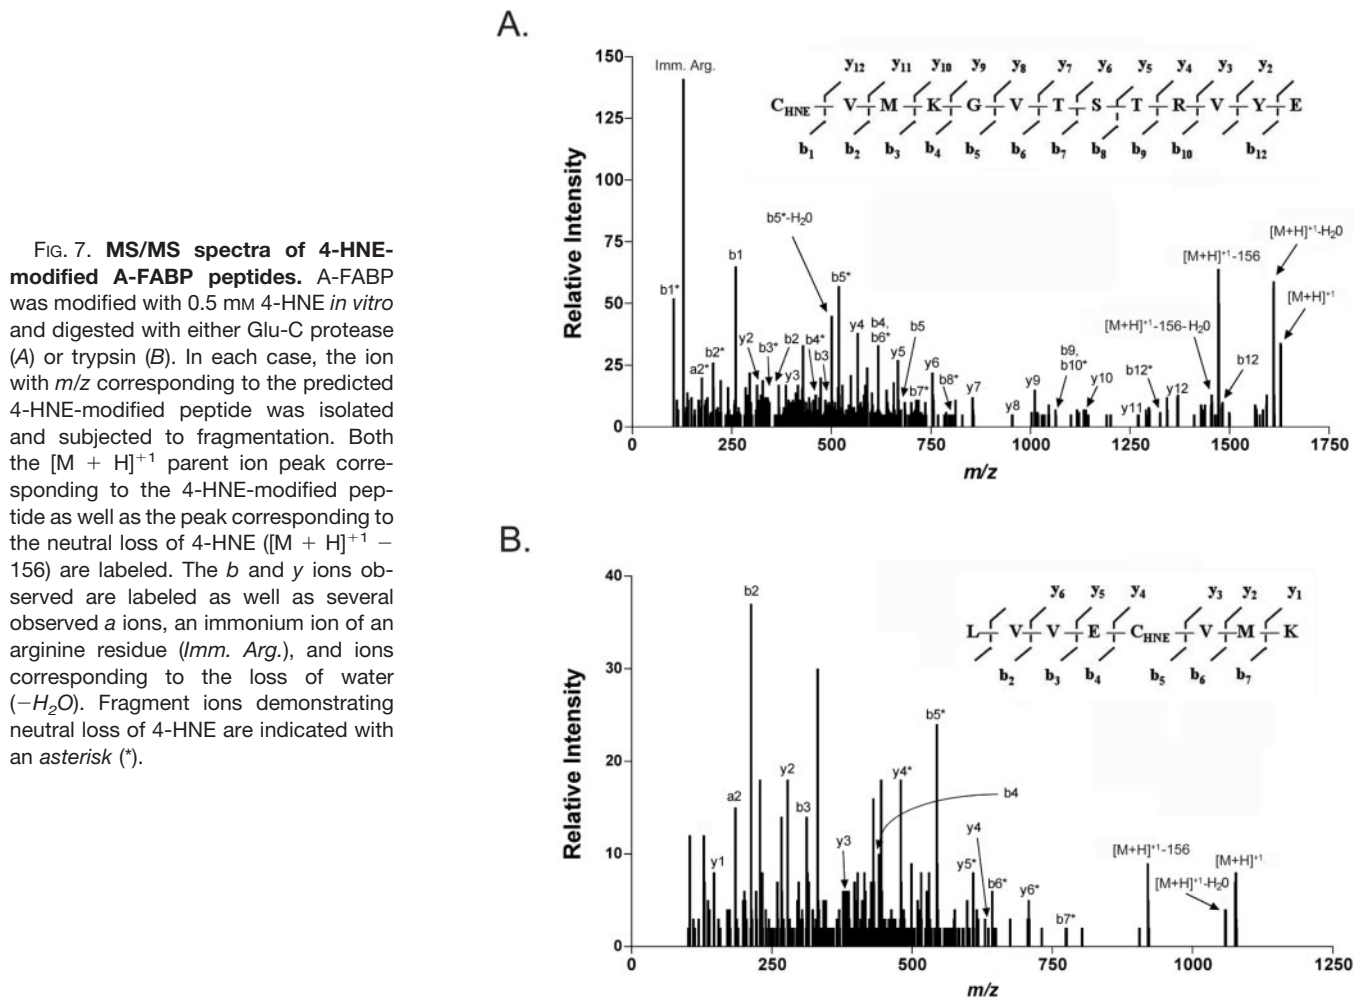 FIG. 7. MS/MS spectra of 4-HNE-
modified A-FABP peptides. A-FABP
was modified with 0.5 mM 4-HNE in vitro
and digested with either Glu-C protease
(A) or trypsin (B). In each case, the ion
with m/z corresponding to the predicted
4-HNE-modified peptide was isolated
and subjected to fragmentation. Both
the [M + H]+1 parent ion peak corre-
sponding to the 4-HNE-modified pep-
tide as well as the peak corresponding to
the neutral loss of 4-HNE ([M + H]+1 −
156) are labeled. The b and y ions ob-
served are labeled as well as several
observed a ions, an immonium ion of an
arginine residue (Imm. Arg.), and ions
corresponding to the loss of water
(−H2O). Fragment ions demonstrating
neutral loss of 4-HNE are indicated with
an asterisk (*).
A.
Relative Intensity
150
125
100
75
50
25
0
y12 y11 y10 y9 y8 y7 y6 y5 y4 y3 y2
CHNE V M K G V T S T R V Y E
b1 b2 b3 b4 b5 b6 b7 b8 b9 b10 b12
Imm. Arg.
b1*
a2*
b2*
b1
y2
b3*
b2
y3
b4*
b3
b5*-H20
b5*
y4
b4,
b6*
y5
b5
b7*
y6
b8*
y7
y8
y9
b9,
b10*
y10
y11
b12*
y12
[M+H]+1-156-H20
[M+H]+1-156
b12
[M+H]+1-H20
[M+H]+1
0 250 500 750 1000 1250 1500 1750
m/z
B.
Relative Intensity
40
30
20
10
0
y6 y5 y4 y3 y2 y1
L V V E CHNE V M K
b2 b3 b4 b5 b6 b7
y1
a2
b2
y2
b3
y3
b4
y4*
b5*
y5*
y4
b6*
y6*
b7*
[M+H]+1-156
[M+H]+1-H20
[M+H]+1
0 250 500 750 1000 1250
m/z